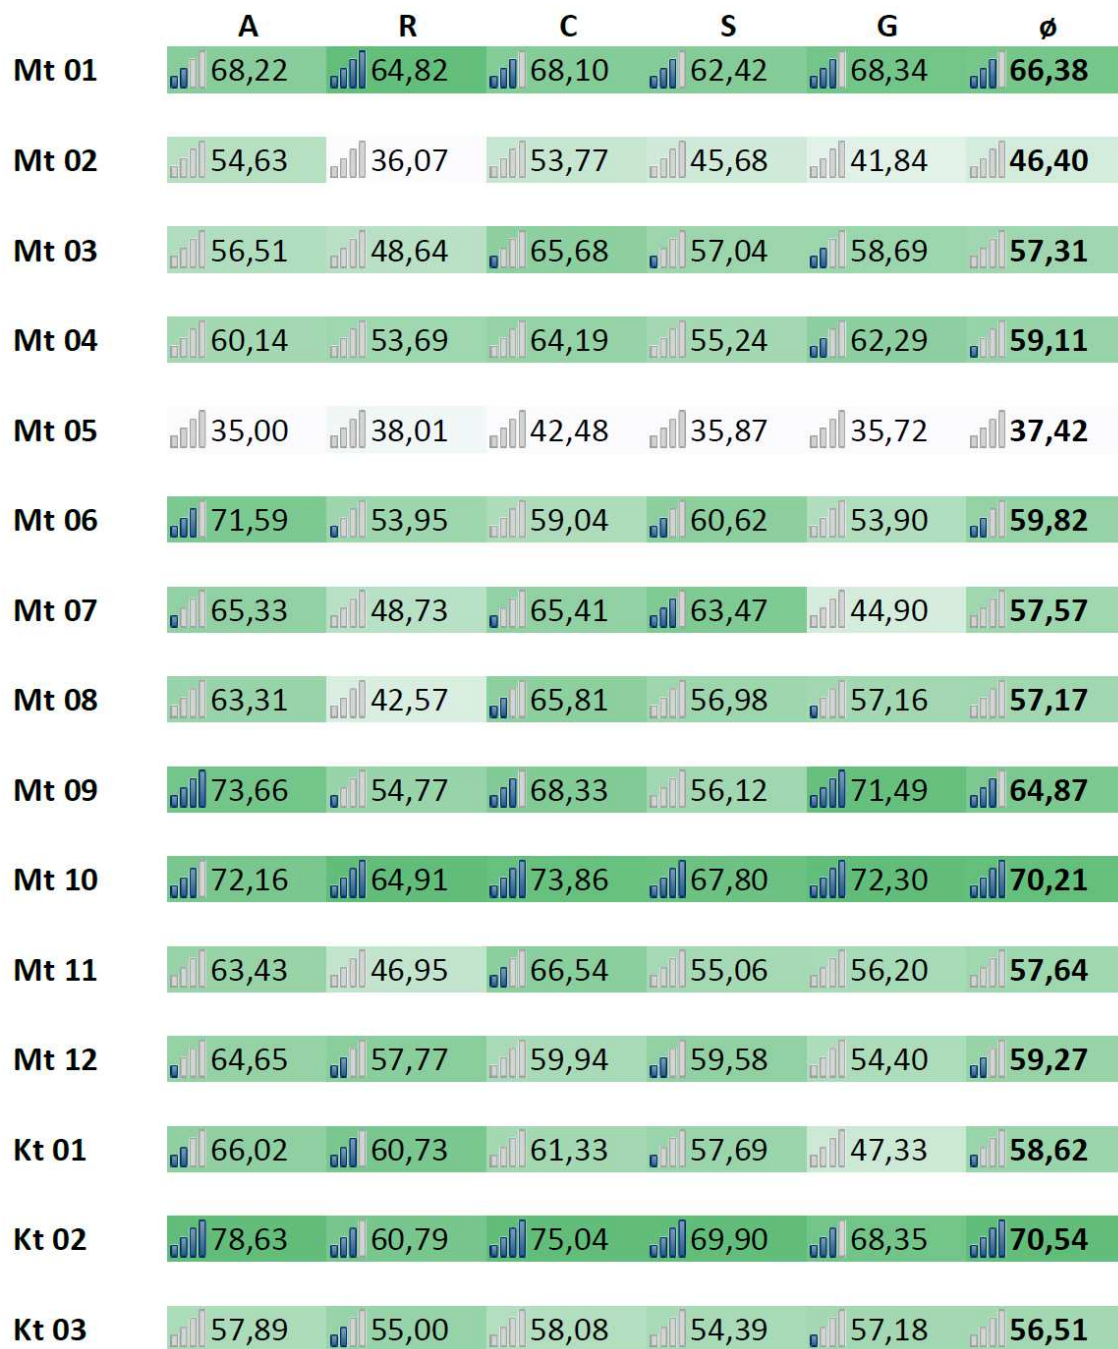 A R C S G ø
Mt 01 68,22 64,82 68,10 62,42 68,34 66,38
Mt 02 54,63 36,07 53,77 45,68 41,84 46,40
Mt 03 56,51 48,64 65,68 57,04 58,69 57,31
Mt 04 60,14 53,69 64,19 55,24 62,29 59,11
Mt 05 35,00 38,01 42,48 35,87 35,72 37,42
Mt 06 71,59 53,95 59,04 60,62 53,90 59,82
Mt 07 65,33 48,73 65,41 63,47 44,90 57,57
Mt 08 63,31 42,57 65,81 56,98 57,16 57,17
Mt 09 73,66 54,77 68,33 56,12 71,49 64,87
Mt 10 72,16 64,91 73,86 67,80 72,30 70,21
Mt 11 63,43 46,95 66,54 55,06 56,20 57,64
Mt 12 64,65 57,77 59,94 59,58 54,40 59,27
Kt 01 66,02 60,73 61,33 57,69 47,33 58,62
Kt 02 78,63 60,79 75,04 69,90 68,35 70,54
Kt 03 57,89 55,00 58,08 54,39 57,18 56,51